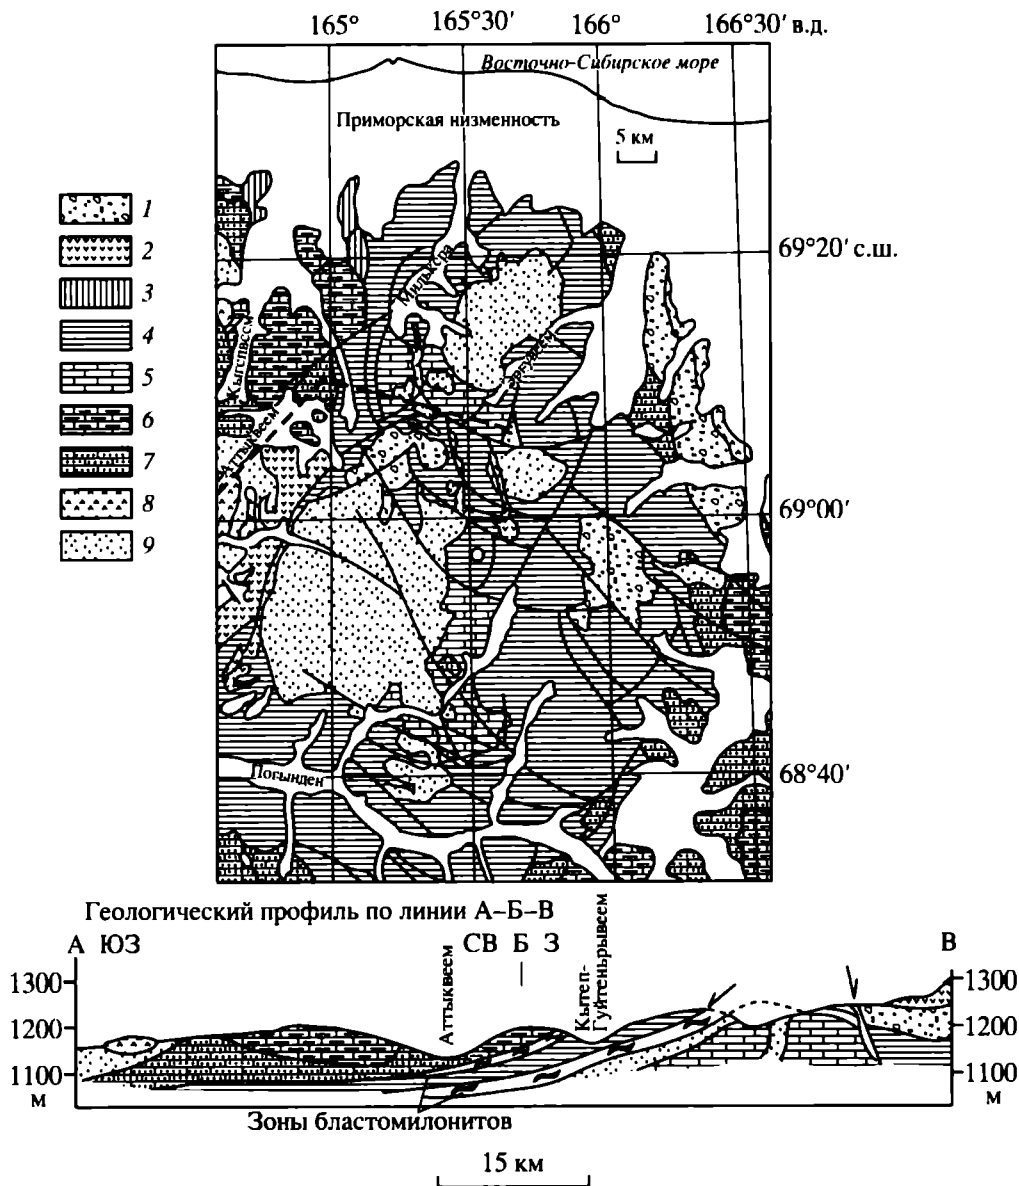 165° 165°30′ 166° 166°30′ в.д.
Восточно-Сибирское море
Приморская низменность
5 км
1
2
3
4
5
6
7
8
9
69°20′ с.ш.
69°00′
68°40′
Милькера
Кытепвеем
Аттыквеем
Погынден
Геологический профиль по линии А–Б–В
А ЮЗ СВ Б З В
Аттыквеем
Кытеп-
Гуйтеньрывеем
1300
1200
1100
м
1300
1200
1100
м
Зоны бластомилонитов
15 км